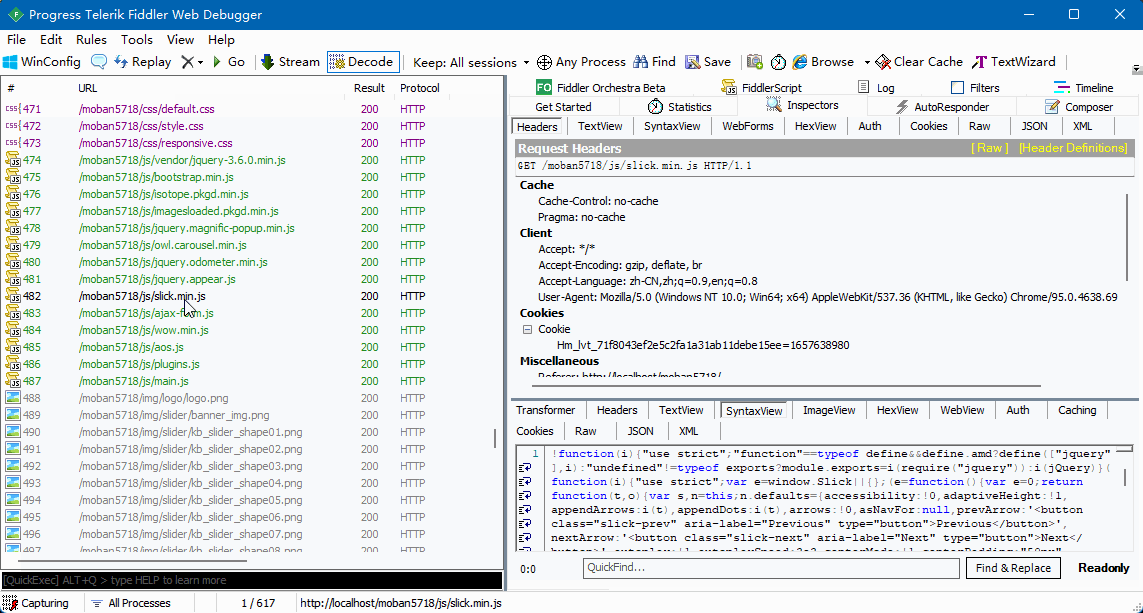 Progress Telerik Fiddler Web Debugger
File Edit Rules Tools View Help
WinConfig Replay Go Stream Decode Keep: All sessions Any Process Find Save Browse Clear Cache TextWizard
# URL Result Protocol
471 /moban5718/css/default.css 200 HTTP
472 /moban5718/css/style.css 200 HTTP
473 /moban5718/css/responsive.css 200 HTTP
474 /moban5718/js/vendor/jquery-3.6.0.min.js 200 HTTP
475 /moban5718/js/bootstrap.min.js 200 HTTP
476 /moban5718/js/isotope.pkgd.min.js 200 HTTP
477 /moban5718/js/imagesloaded.pkgd.min.js 200 HTTP
478 /moban5718/js/jquery.magnific-popup.min.js 200 HTTP
479 /moban5718/js/owl.carousel.min.js 200 HTTP
480 /moban5718/js/jquery.odometer.min.js 200 HTTP
481 /moban5718/js/jquery.appear.js 200 HTTP
482 /moban5718/js/slick.min.js 200 HTTP
483 /moban5718/js/ajax-form.js 200 HTTP
484 /moban5718/js/wow.min.js 200 HTTP
485 /moban5718/js/aos.js 200 HTTP
486 /moban5718/js/plugins.js 200 HTTP
487 /moban5718/js/main.js 200 HTTP
488 /moban5718/img/logo/logo.png 200 HTTP
489 /moban5718/img/slider/banner_img.png 200 HTTP
490 /moban5718/img/slider/kb_slider_shape01.png 200 HTTP
491 /moban5718/img/slider/kb_slider_shape02.png 200 HTTP
492 /moban5718/img/slider/kb_slider_shape03.png 200 HTTP
493 /moban5718/img/slider/kb_slider_shape04.png 200 HTTP
494 /moban5718/img/slider/kb_slider_shape05.png 200 HTTP
495 /moban5718/img/slider/kb_slider_shape06.png 200 HTTP
496 /moban5718/img/slider/kb_slider_shape07.png 200 HTTP
497 /moban5718/img/slider/kb_slider_shape08.png 200 HTTP
[QuickExec] ALT+Q > type HELP to learn more
Capturing All Processes 1 / 617 http://localhost/moban5718/js/slick.min.js
FO Fiddler Orchestra Beta FiddlerScript Log Filters Timeline
Get Started Statistics Inspectors AutoResponder Composer
Headers TextView SyntaxView WebForms HexView Auth Cookies Raw JSON XML
Request Headers [ Raw ] [Header Definitions]
GET /moban5718/js/slick.min.js HTTP/1.1
Cache
Cache-Control: no-cache
Pragma: no-cache
Client
Accept: */*
Accept-Encoding: gzip, deflate, br
Accept-Language: zh-CN,zh;q=0.9,en;q=0.8
User-Agent: Mozilla/5.0 (Windows NT 10.0; Win64; x64) AppleWebKit/537.36 (KHTML, like Gecko) Chrome/95.0.4638.69
Cookies
Cookie
Hm_lvt_71f8043ef2e5c2fa1a31ab11debe15ee=1657638980
Miscellaneous
Referer: http://localhost/moban5718/
Transformer Headers TextView SyntaxView ImageView HexView WebView Auth Caching
Cookies Raw JSON XML
1 !function(i){"use strict";"function"==typeof define&&define.amd?define(["jquery"
],i):"undefined"!=typeof exports?module.exports=i(require("jquery")):i(jQuery)}(
function(i){"use strict";var e=window.Slick||{};(e=function(){var e=0;return
function(t,o){var s,n=this;n.defaults={accessibility:!0,adaptiveHeight:!1,
appendArrows:i(t),appendDots:i(t),arrows:!0,asNavFor:null,prevArrow:'<button
class="slick-prev" aria-label="Previous" type="button">Previous</button>',
nextArrow:'<button class="slick-next" aria-label="Next" type="button">Next</
0:0 QuickFind... Find & Replace Readonly